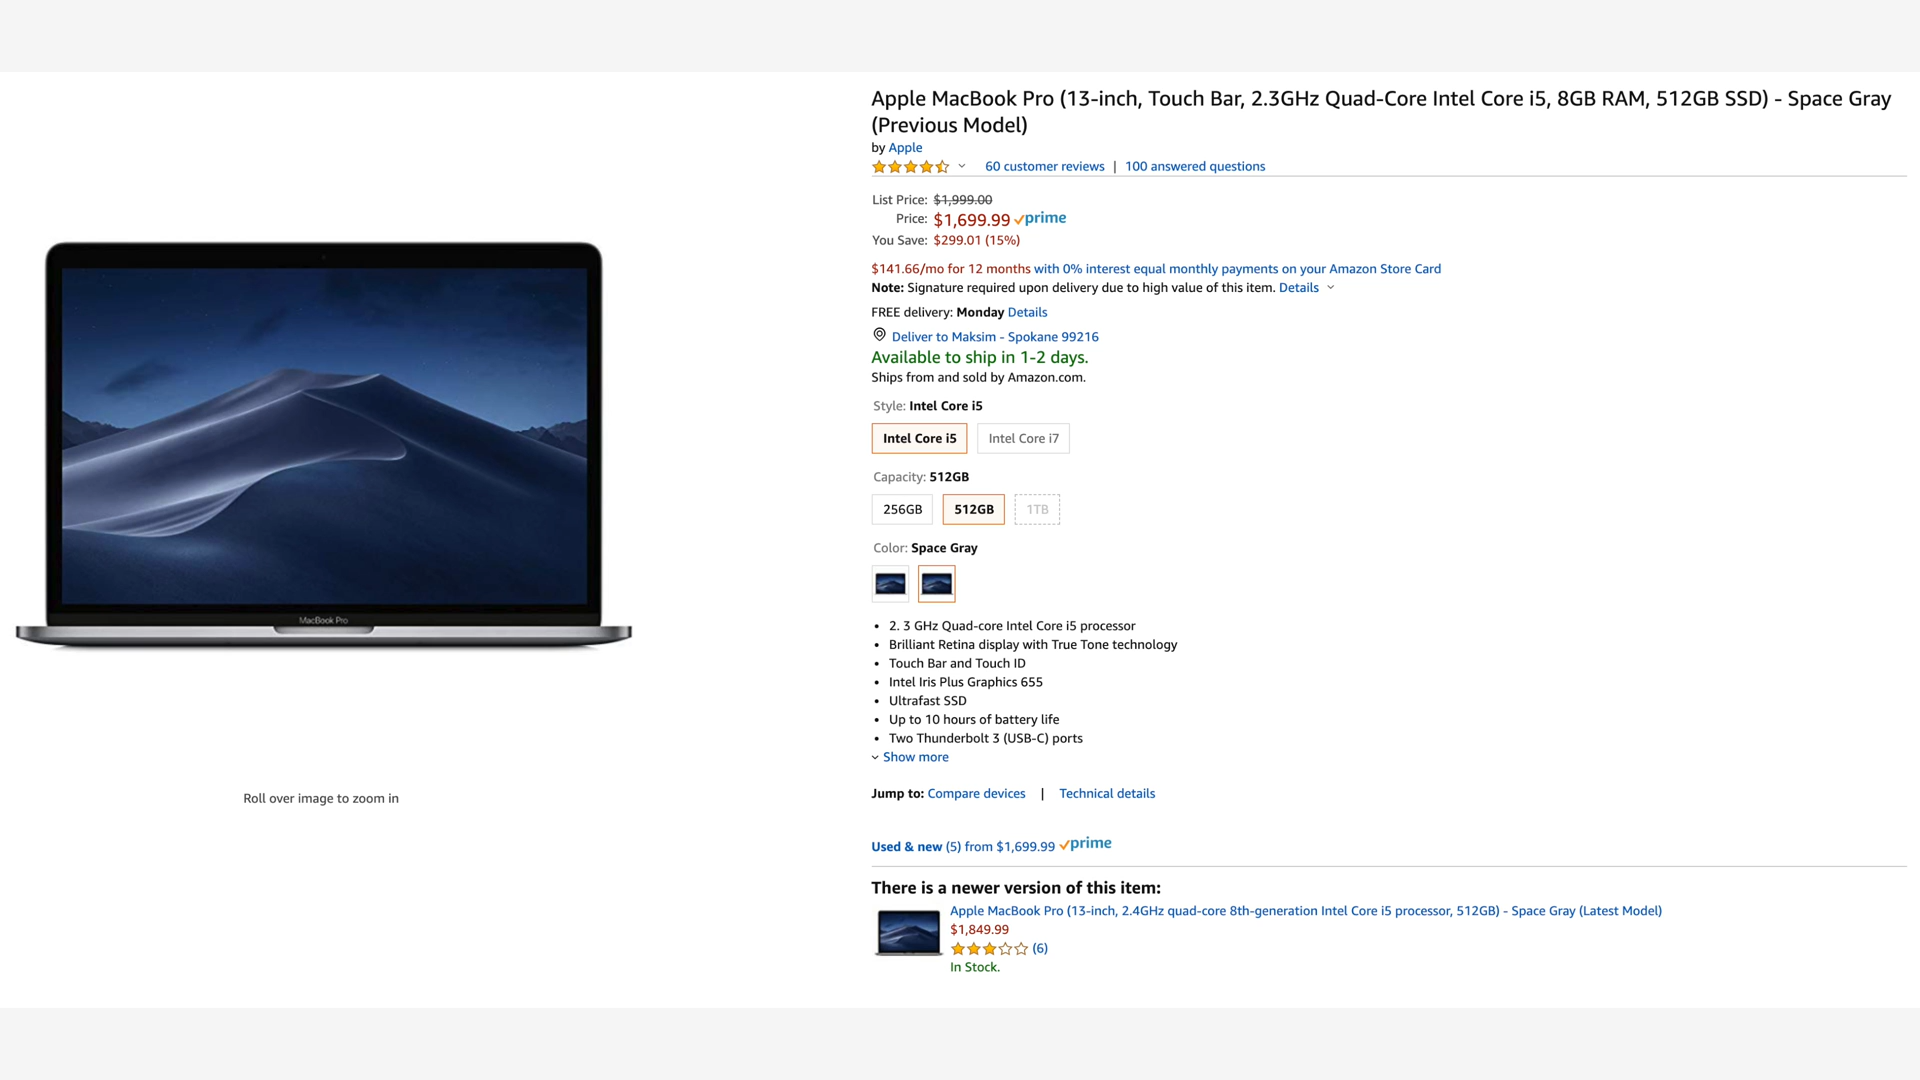 Apple MacBook Pro (13-inch, Touch Bar, 2.3GHz Quad-Core Intel Core i5, 8GB RAM, 512GB SSD) - Space Gray
(Previous Model)
by Apple
60 customer reviews | 100 answered questions
List Price: $1,999.00
Price: $1,699.99 prime
You Save: $299.01 (15%)
$141.66/mo for 12 months with 0% interest equal monthly payments on your Amazon Store Card
Note: Signature required upon delivery due to high value of this item. Details
FREE delivery: Monday Details
Deliver to Maksim - Spokane 99216
Available to ship in 1-2 days.
Ships from and sold by Amazon.com.
Style: Intel Core i5
Intel Core i5 Intel Core i7
Capacity: 512GB
256GB 512GB 1TB
Color: Space Gray
MacBook Pro
• 2. 3 GHz Quad-core Intel Core i5 processor
• Brilliant Retina display with True Tone technology
• Touch Bar and Touch ID
• Intel Iris Plus Graphics 655
• Ultrafast SSD
• Up to 10 hours of battery life
• Two Thunderbolt 3 (USB-C) ports
Show more
Roll over image to zoom in
Jump to: Compare devices | Technical details
Used & new (5) from $1,699.99 prime
There is a newer version of this item:
Apple MacBook Pro (13-inch, 2.4GHz quad-core 8th-generation Intel Core i5 processor, 512GB) - Space Gray (Latest Model)
$1,849.99
(6)
In Stock.